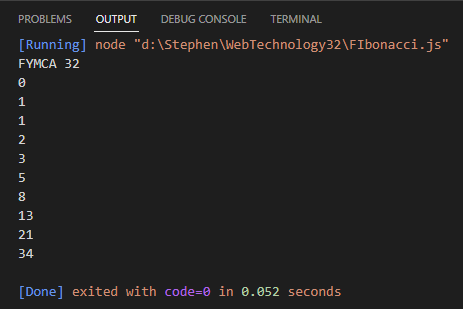 PROBLEMS OUTPUT DEBUG CONSOLE TERMINAL
[Running] node "d:\Stephen\WebTechnology32\FIbonacci.js"
FYMCA 32
0
1
1
2
3
5
8
13
21
34
[Done] exited with code=0 in 0.052 seconds